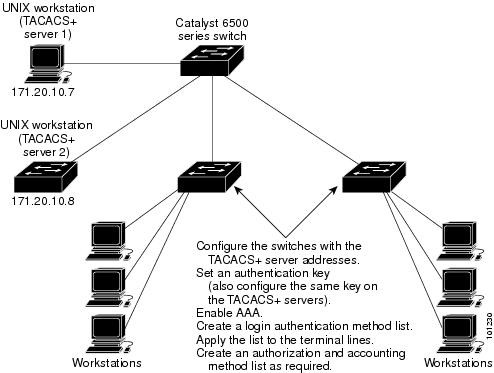 UNIX workstation
(TACACS+
server 1)
Catalyst 6500
series switch
171.20.10.7
UNIX workstation
(TACACS+
server 2)
171.20.10.8
Configure the switches with the
TACACS+ server addresses.
Set an authentication key
(also configure the same key on
the TACACS+ servers).
Enable AAA.
Create a login authentication method list.
Apply the list to the terminal lines.
Create an authorization and accounting
method list as required.
Workstations
Workstations
101230